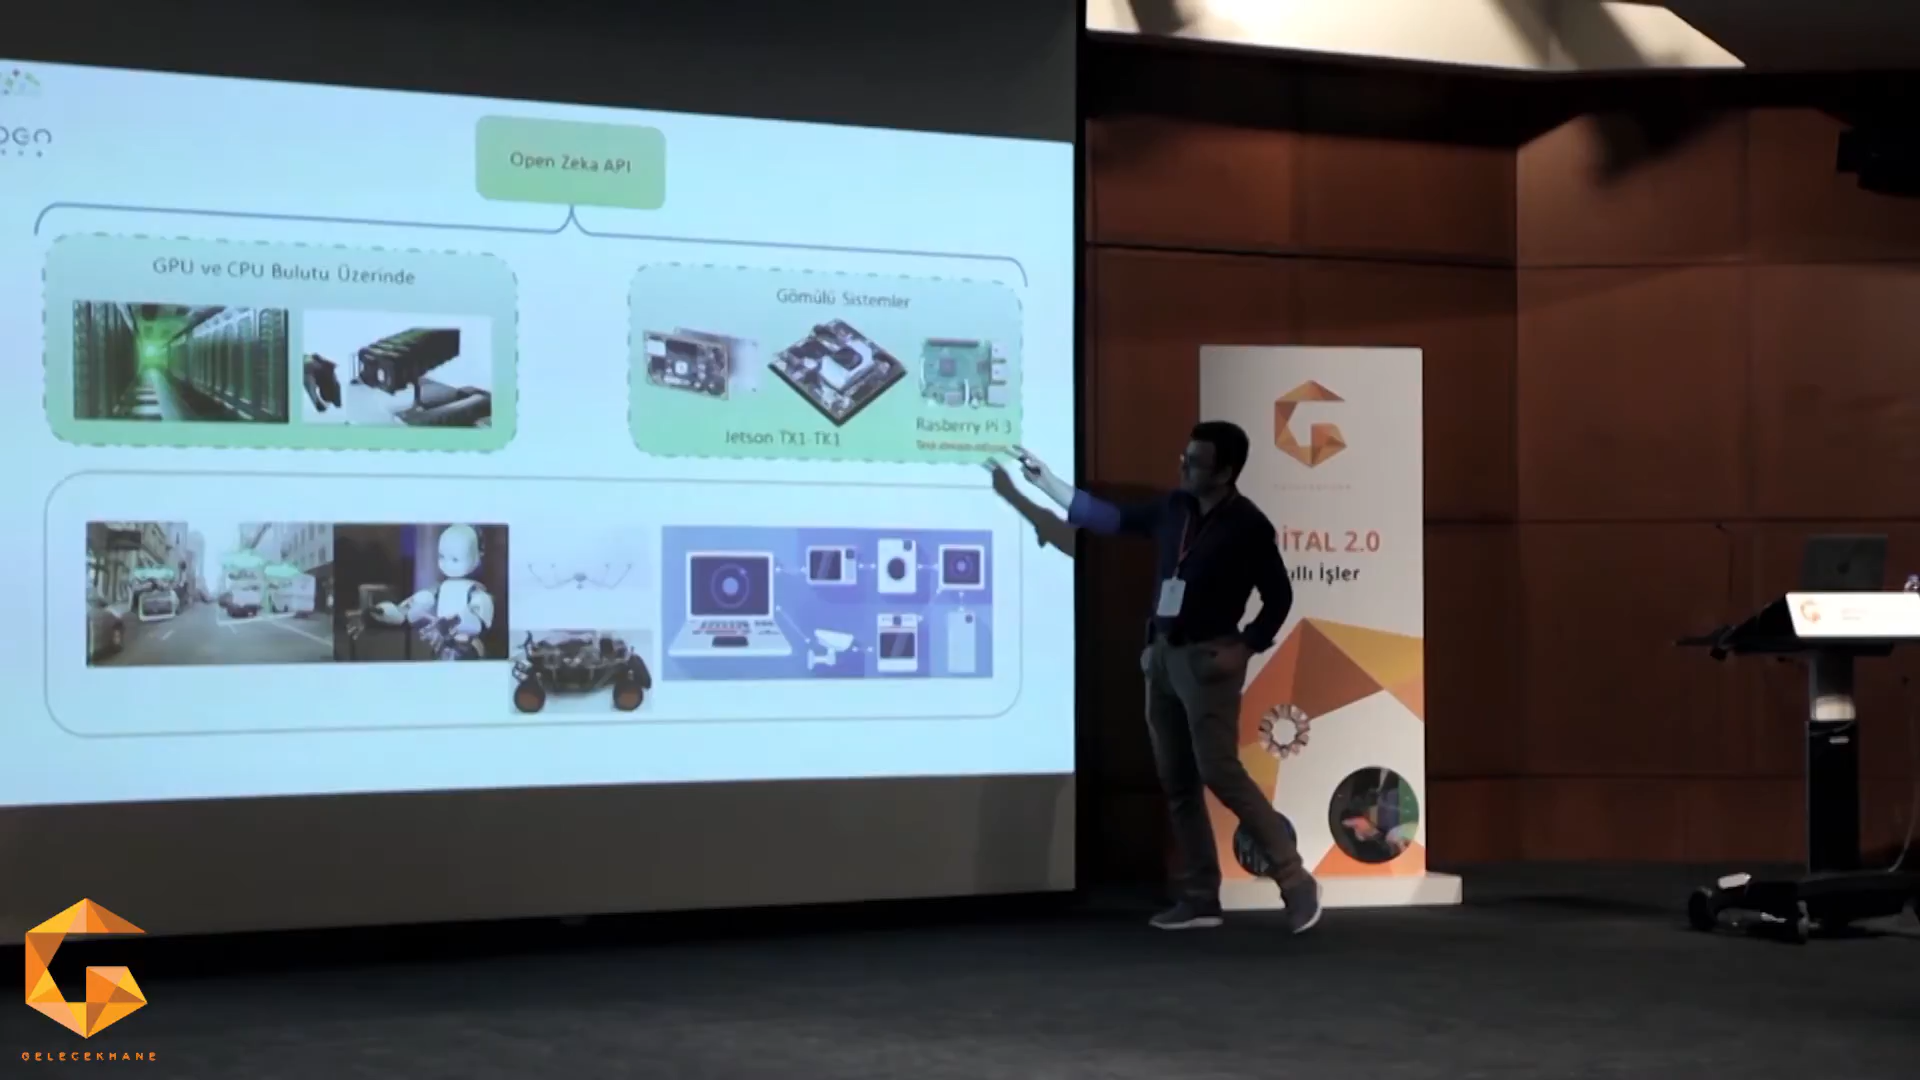 Open Zeka API
GPU ve CPU Bulutu Üzerinde
Gömülü Sistemler
Jetson TX1-TK1
Rasberry Pi 3
İTAL 2.0
ıllı İşler
GELECEKHANE